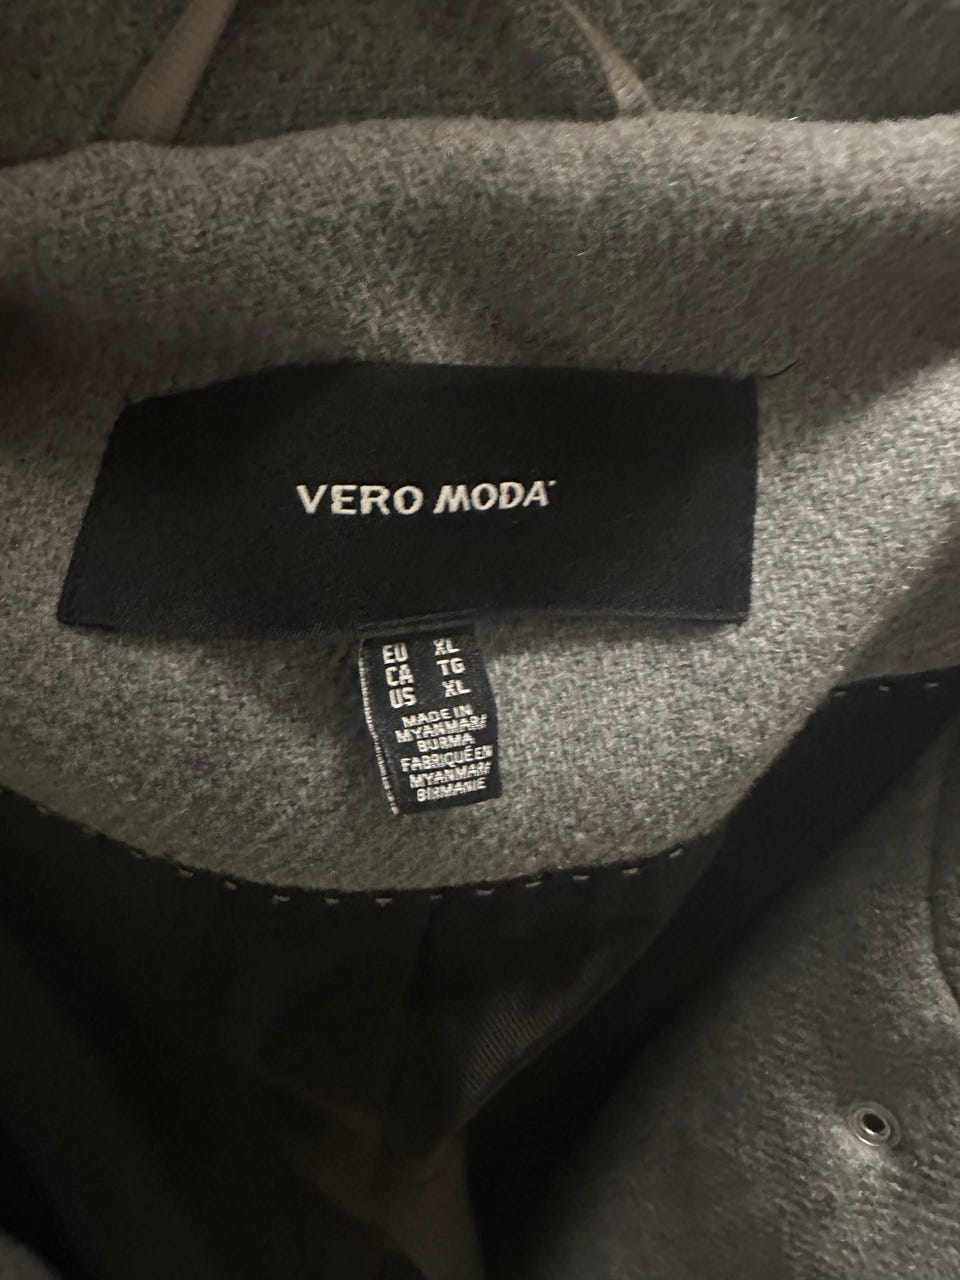 VERO MODA
EU XL
CA TG
US XL
MADE IN
MYANMAR/
BURMA
FABRIQUÉ EN
MYANMAR/
BIRMANIE